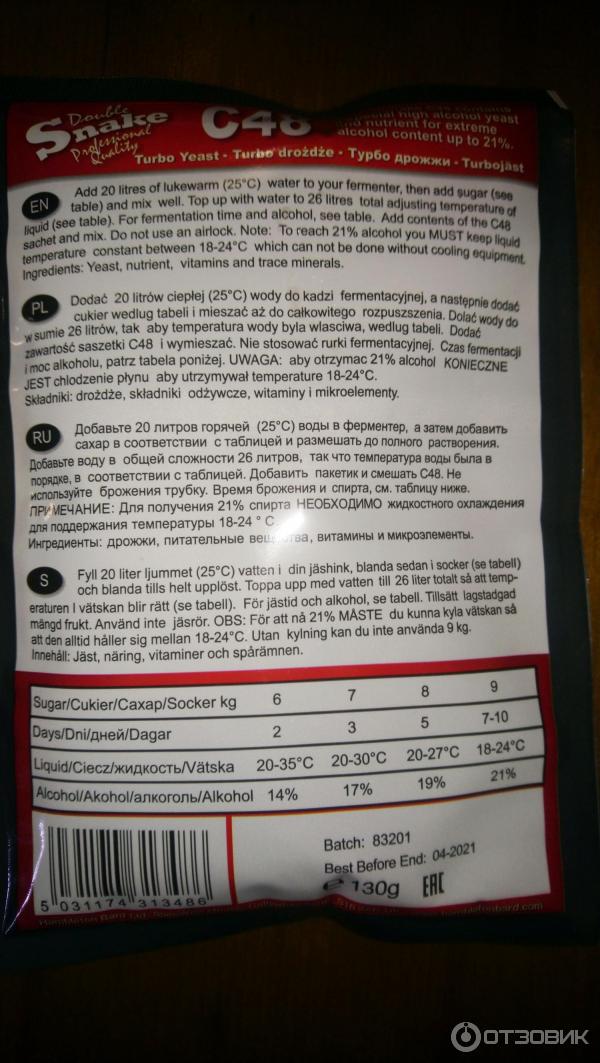 Double
Snake
Professional
Quality
C48
high alcohol yeast
nutrient for extreme
alcohol content up to 21%.
Turbo Yeast - Turbo drożdże - Турбо дрожжи - Turbojäst
EN
Add 20 litres of lukewarm (25°C) water to your fermenter, then add sugar (see
table) and mix well. Top up with water to 26 litres total adjusting temperature of
liquid (see table). For fermentation time and alcohol, see table. Add contents of the C48
sachet and mix. Do not use an airlock. Note: To reach 21% alcohol you MUST keep liquid
temperature constant between 18-24°C which can not be done without cooling equipment.
Ingredients: Yeast, nutrient, vitamins and trace minerals.
PL
Dodać 20 litrów ciepłej (25°C) wody do kadzi fermentacyjnej, a następnie dodać
cukier wedlug tabeli i mieszać aż do całkowitego rozpuszszenia. Dolać wody do
w sumie 26 litrów, tak aby temperatura wody byla wlasciwa, wedlug tabeli. Dodać
zawartość saszetki C48 i wymieszać. Nie stosować rurki fermentacyjnej. Czas fermentacji
i moc alkoholu, patrz tabela poniżej. UWAGA: aby otrzymac 21% alcohol KONIECZNE
JEST chlodzenie płynu aby utrzymywał temperature 18-24°C.
Składniki: drożdże, składniki odżywcze, witaminy i mikroelementy.
RU
Добавьте 20 литров горячей (25°C) воды в ферментер, а затем добавить
сахар в соответствии с таблицей и размешать до полного растворения.
Добавьте воду в общей сложности 26 литров, так что температура воды была в
порядке, в соответствии с таблицей. Добавить пакетик и смешать C48. Не
используйте брожения трубку. Время брожения и спирта, см. таблицу ниже.
ПРИМЕЧАНИЕ: Для получения 21% спирта НЕОБХОДИМО жидкостного охлаждения
для поддержания температуры 18-24 ° C
Ингредиенты: дрожжи, питательные вещества, витамины и микроэлементы.
S
Fyll 20 liter ljummet (25°C) vatten i din jäshink, blanda sedan i socker (se tabell)
och blanda tills helt upplöst. Toppa upp med vatten till 26 liter totalt så att temp-
eraturen I vätskan blir rätt (se tabell). För jästid och alkohol, se tabell. Tillsätt lagstadgad
mängd frukt. Använd inte jäsrör. OBS: För att nå 21% MÅSTE du kunna kyla vätskan så
att den alltid håller sig mellan 18-24°C. Utan kylning kan du inte använda 9 kg.
Innehåll: Jäst, näring, vitaminer och spårämnen.
Sugar/Cukier/Сахар/Socker kg 6 7 8 9
Days/Dni/дней/Dagar 2 3 5 7-10
Liquid/Ciecz/жидкость/Vätska 20-35°C 20-30°C 20-27°C 18-24°C
Alcohol/Akohol/алкоголь/Alkohol 14% 17% 19% 21%
Batch: 83201
Best Before End: 04-2021
e 130g EAC
5 031174 313486
Hambleton Bard Ltd.
ОТЗОВИК